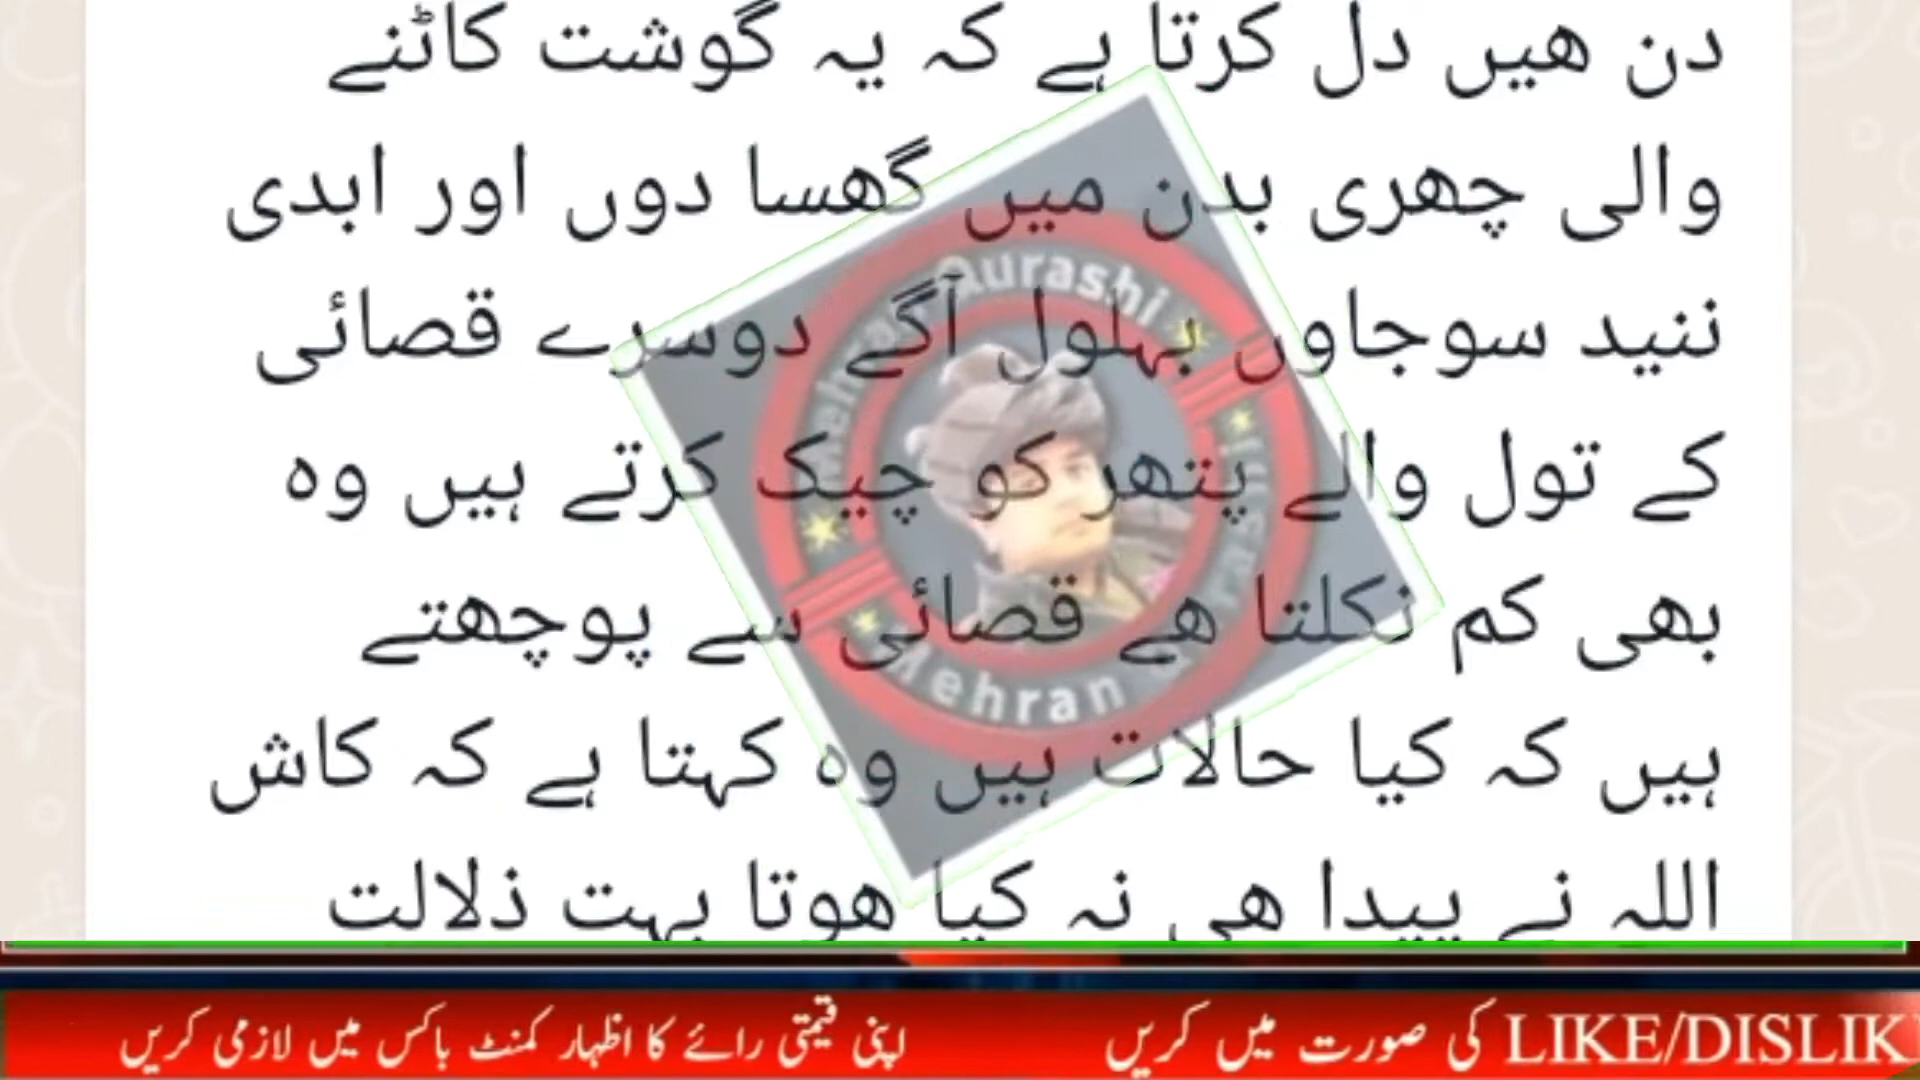 دن ھیں دل کرتا ہے کہ یہ گوشت کاٹنے
والی چھری بدن میں گھسا دوں اور ابدی
ننید سوجاوں بہلول آگے دوسرے قصائی
کے تول والے پتھر کو چیک کرتے ہیں وہ
بھی کم نکلتا ھے قصائی سے پوچھتے
ہیں کہ کیا حالات ہیں وہ کہتا ہے کہ کاش
اللہ نے پیدا ھی نہ کیا ھوتا بہت ذلالت
Mehran Qurashi
Mehran
LIKE/DISLIK کی صورت میں کریں
اپنی قیمتی رائے کا اظہار کمنٹ باکس میں لازمی کریں